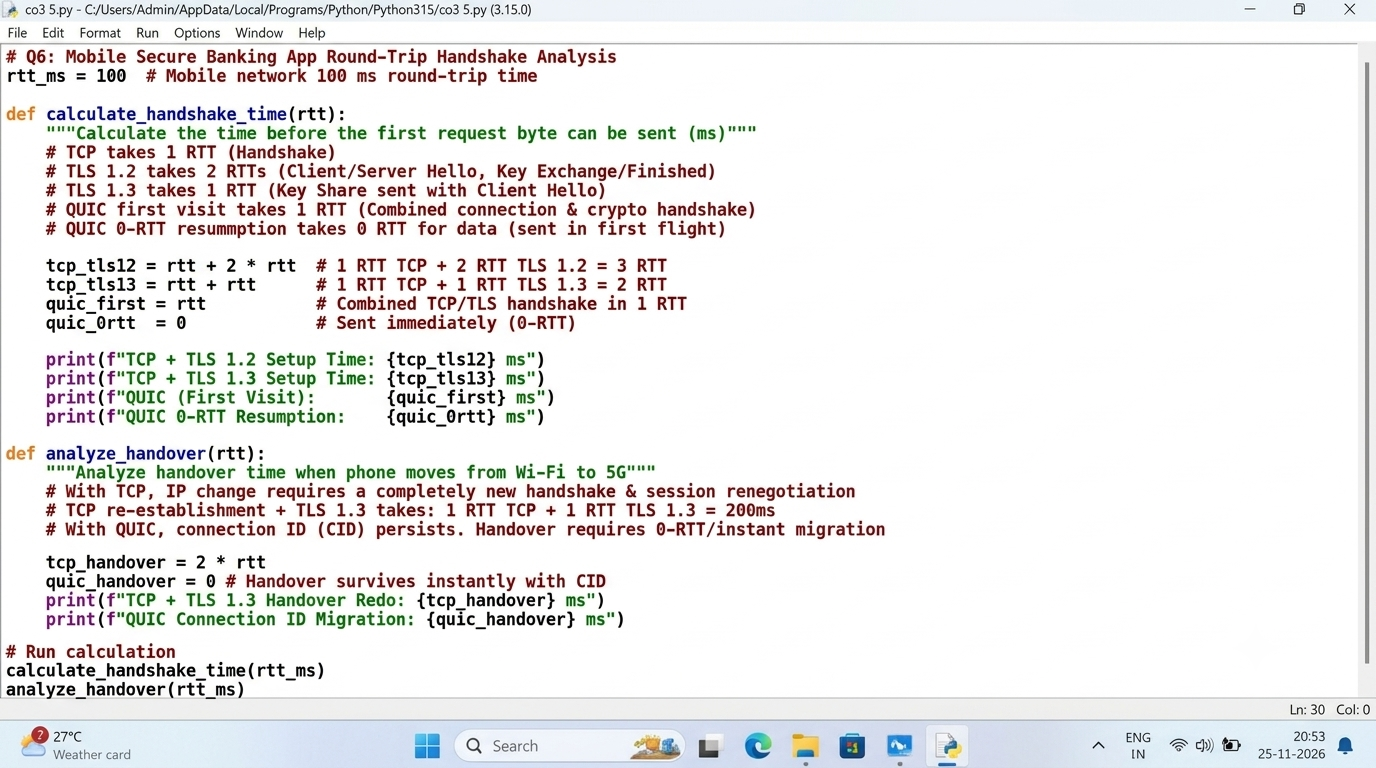 co3 5.py - C:/Users/Admin/AppData/Local/Programs/Python/Python315/co3 5.py (3.15.0)
File Edit Format Run Options Window Help
# Q6: Mobile Secure Banking App Round-Trip Handshake Analysis
rtt_ms = 100  # Mobile network 100 ms round-trip time

def calculate_handshake_time(rtt):
    """Calculate the time before the first request byte can be sent (ms)"""
    # TCP takes 1 RTT (Handshake)
    # TLS 1.2 takes 2 RTTs (Client/Server Hello, Key Exchange/Finished)
    # TLS 1.3 takes 1 RTT (Key Share sent with Client Hello)
    # QUIC first visit takes 1 RTT (Combined connection & crypto handshake)
    # QUIC 0-RTT resummption takes 0 RTT for data (sent in first flight)

    tcp_tls12 = rtt + 2 * rtt  # 1 RTT TCP + 2 RTT TLS 1.2 = 3 RTT
    tcp_tls13 = rtt + rtt      # 1 RTT TCP + 1 RTT TLS 1.3 = 2 RTT
    quic_first = rtt           # Combined TCP/TLS handshake in 1 RTT
    quic_0rtt  = 0             # Sent immediately (0-RTT)

    print(f"TCP + TLS 1.2 Setup Time: {tcp_tls12} ms")
    print(f"TCP + TLS 1.3 Setup Time: {tcp_tls13} ms")
    print(f"QUIC (First Visit):       {quic_first} ms")
    print(f"QUIC 0-RTT Resumption:    {quic_0rtt} ms")

def analyze_handover(rtt):
    """Analyze handover time when phone moves from Wi-Fi to 5G"""
    # With TCP, IP change requires a completely new handshake & session renegotiation
    # TCP re-establishment + TLS 1.3 takes: 1 RTT TCP + 1 RTT TLS 1.3 = 200ms
    # With QUIC, connection ID (CID) persists. Handover requires 0-RTT/instant migration

    tcp_handover = 2 * rtt
    quic_handover = 0 # Handover survives instantly with CID
    print(f"TCP + TLS 1.3 Handover Redo: {tcp_handover} ms")
    print(f"QUIC Connection ID Migration: {quic_handover} ms")

# Run calculation
calculate_handshake_time(rtt_ms)
analyze_handover(rtt_ms)
Ln: 30 Col: 0
2
27°C
Weather card
Search
ENG
IN
20:53
25-11-2026